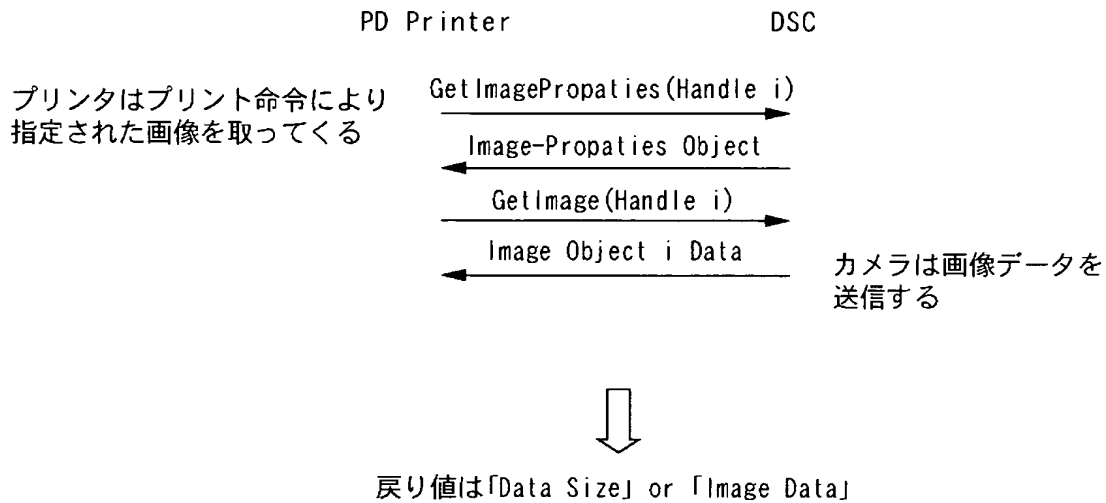 PD Printer DSC
プリンタはプリント命令により
指定された画像を取ってくる
GetImagePropaties(Handle i)
Image-Propaties Object
GetImage(Handle i)
Image Object i Data
カメラは画像データを
送信する
戻り値は「Data Size」 or 「Image Data」